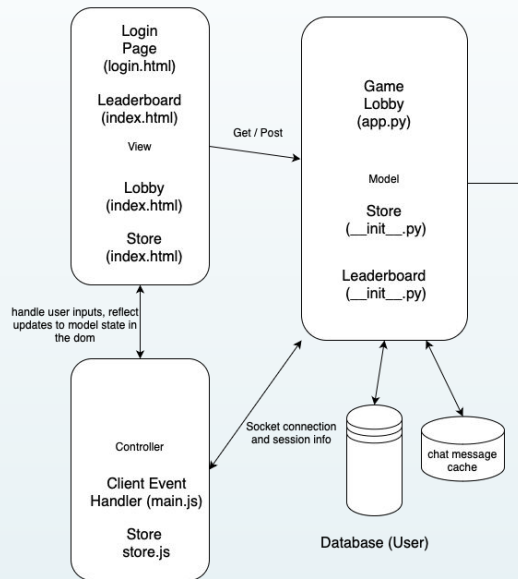 Login
Page
(login.html)
Leaderboard
(index.html)
View
Lobby
(index.html)
Store
(index.html)
Get / Post
Game
Lobby
(app.py)
Model
Store
(__init__.py)
Leaderboard
(__init__.py)
handle user inputs, reflect
updates to model state in
the dom
Controller
Client Event
Handler (main.js)
Store
store.js
Socket connection
and session info
Database (User)
chat message
cache